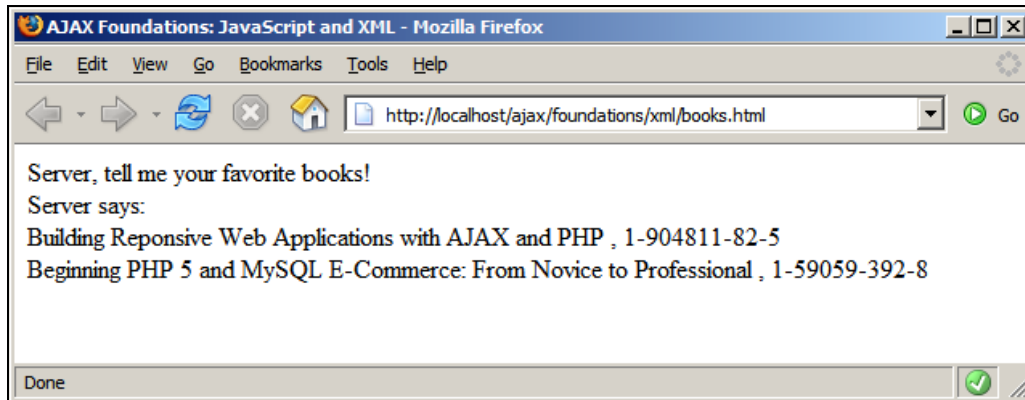 AJAX Foundations: JavaScript and XML - Mozilla Firefox
File Edit View Go Bookmarks Tools Help
http://localhost/ajax/foundations/xml/books.html Go
Server, tell me your favorite books!
Server says:
Building Reponsive Web Applications with AJAX and PHP , 1-904811-82-5
Beginning PHP 5 and MySQL E-Commerce: From Novice to Professional , 1-59059-392-8
Done